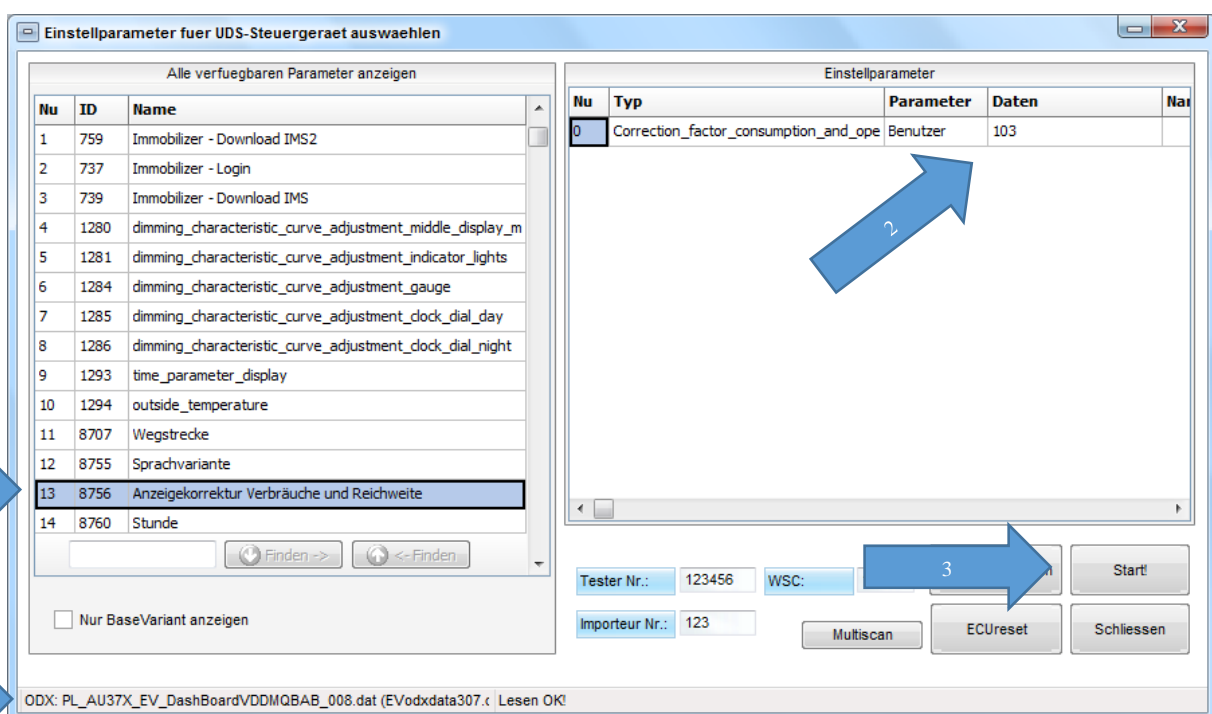 Einstellparameter fuer UDS-Steuergeraet auswaehlen
Alle verfuegbaren Parameter anzeigen
Nu ID Name
1 759 Immobilizer - Download IMS2
2 737 Immobilizer - Login
3 739 Immobilizer - Download IMS
4 1280 dimming_characteristic_curve_adjustment_middle_display_m
5 1281 dimming_characteristic_curve_adjustment_indicator_lights
6 1284 dimming_characteristic_curve_adjustment_gauge
7 1285 dimming_characteristic_curve_adjustment_clock_dial_day
8 1286 dimming_characteristic_curve_adjustment_clock_dial_night
9 1293 time_parameter_display
10 1294 outside_temperature
11 8707 Wegstrecke
12 8755 Sprachvariante
13 8756 Anzeigekorrektur Verbräuche und Reichweite
14 8760 Stunde
Finden -> <- Finden
Nur BaseVariant anzeigen
Einstellparameter
Nu Typ Parameter Daten Nar
0 Correction_factor_consumption_and_ope Benutzer 103
2
Tester Nr.: 123456 WSC: 3 Start!
Importeur Nr.: 123 Multiscan ECUreset Schliessen
ODX: PL_AU37X_EV_DashBoardVDDMQBAB_008.dat (EVodxdata307.c Lesen OK!